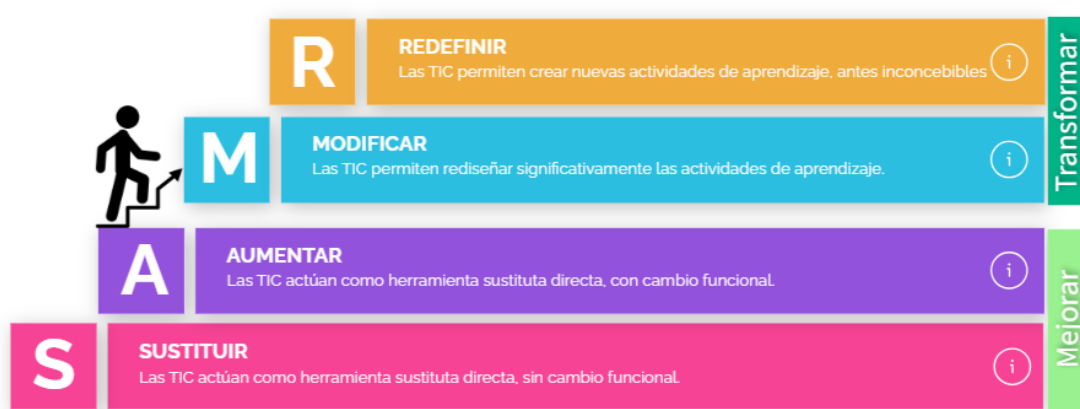 R
REDEFINIR
Las TIC permiten crear nuevas actividades de aprendizaje, antes inconcebibles
i
M
MODIFICAR
Las TIC permiten rediseñar significativamente las actividades de aprendizaje.
i
Transformar
A
AUMENTAR
Las TIC actúan como herramienta sustituta directa, con cambio funcional.
i
S
SUSTITUIR
Las TIC actúan como herramienta sustituta directa, sin cambio funcional.
i
Mejorar